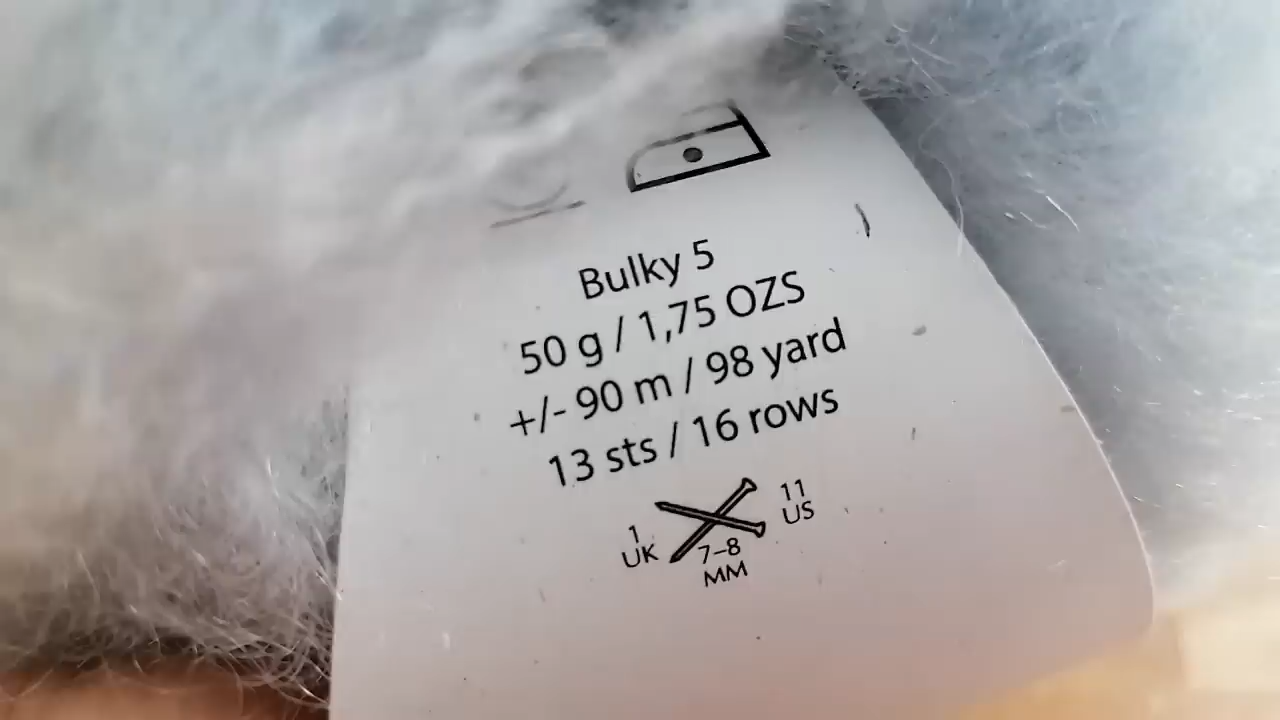 Bulky 5
50 g / 1,75 OZS
+/- 90 m / 98 yard
13 sts / 16 rows
1 UK
7–8 MM
11 US